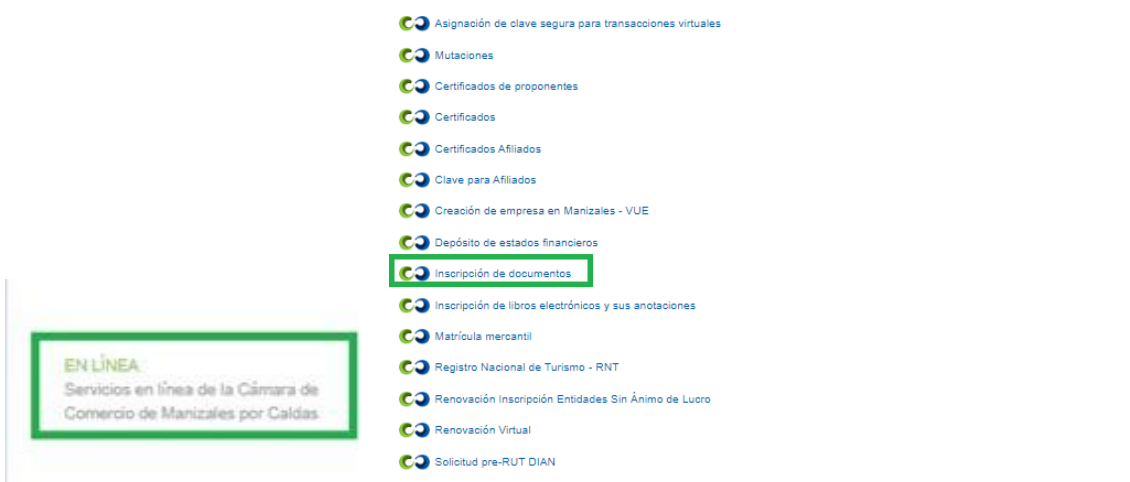 Asignación de clave segura para transacciones virtuales
Mutaciones
Certificados de proponentes
Certificados
Certificados Afiliados
Clave para Afiliados
Creación de empresa en Manizales - VUE
Depósito de estados financieros
Inscripción de documentos
Inscripción de libros electrónicos y sus anotaciones
Matrícula mercantil
Registro Nacional de Turismo - RNT
Renovación Inscripción Entidades Sin Ánimo de Lucro
Renovación Virtual
Solicitud pre-RUT DIAN
EN LÍNEA
Servicios en línea de la Cámara de
Comercio de Manizales por Caldas